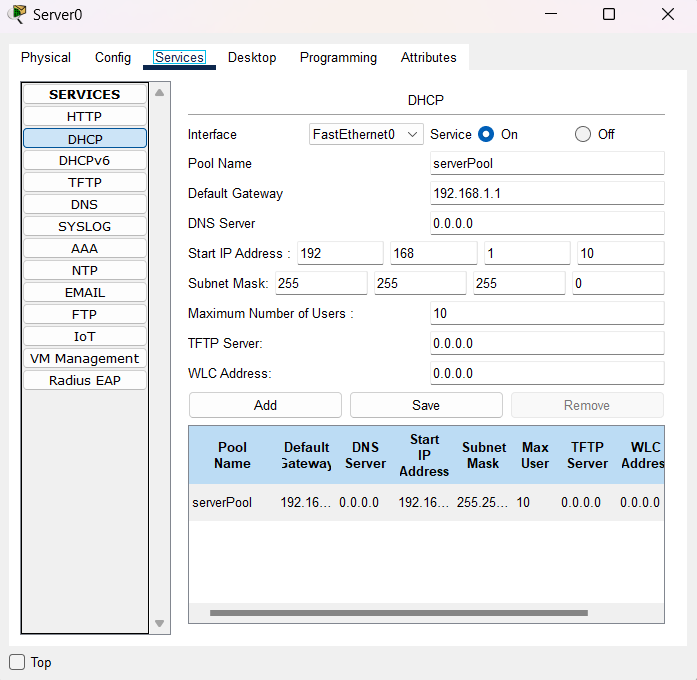 Server0
Physical Config Services Desktop Programming Attributes
SERVICES
HTTP
DHCP
DHCPv6
TFTP
DNS
SYSLOG
AAA
NTP
EMAIL
FTP
IoT
VM Management
Radius EAP
DHCP
Interface FastEthernet0 Service On Off
Pool Name serverPool
Default Gateway 192.168.1.1
DNS Server 0.0.0.0
Start IP Address : 192 168 1 10
Subnet Mask: 255 255 255 0
Maximum Number of Users : 10
TFTP Server: 0.0.0.0
WLC Address: 0.0.0.0
Add Save Remove
Pool Name Default Gateway DNS Server Start IP Address Subnet Mask Max User TFTP Server WLC Addres
serverPool 192.16... 0.0.0.0 192.16... 255.25... 10 0.0.0.0 0.0.0.0
Top